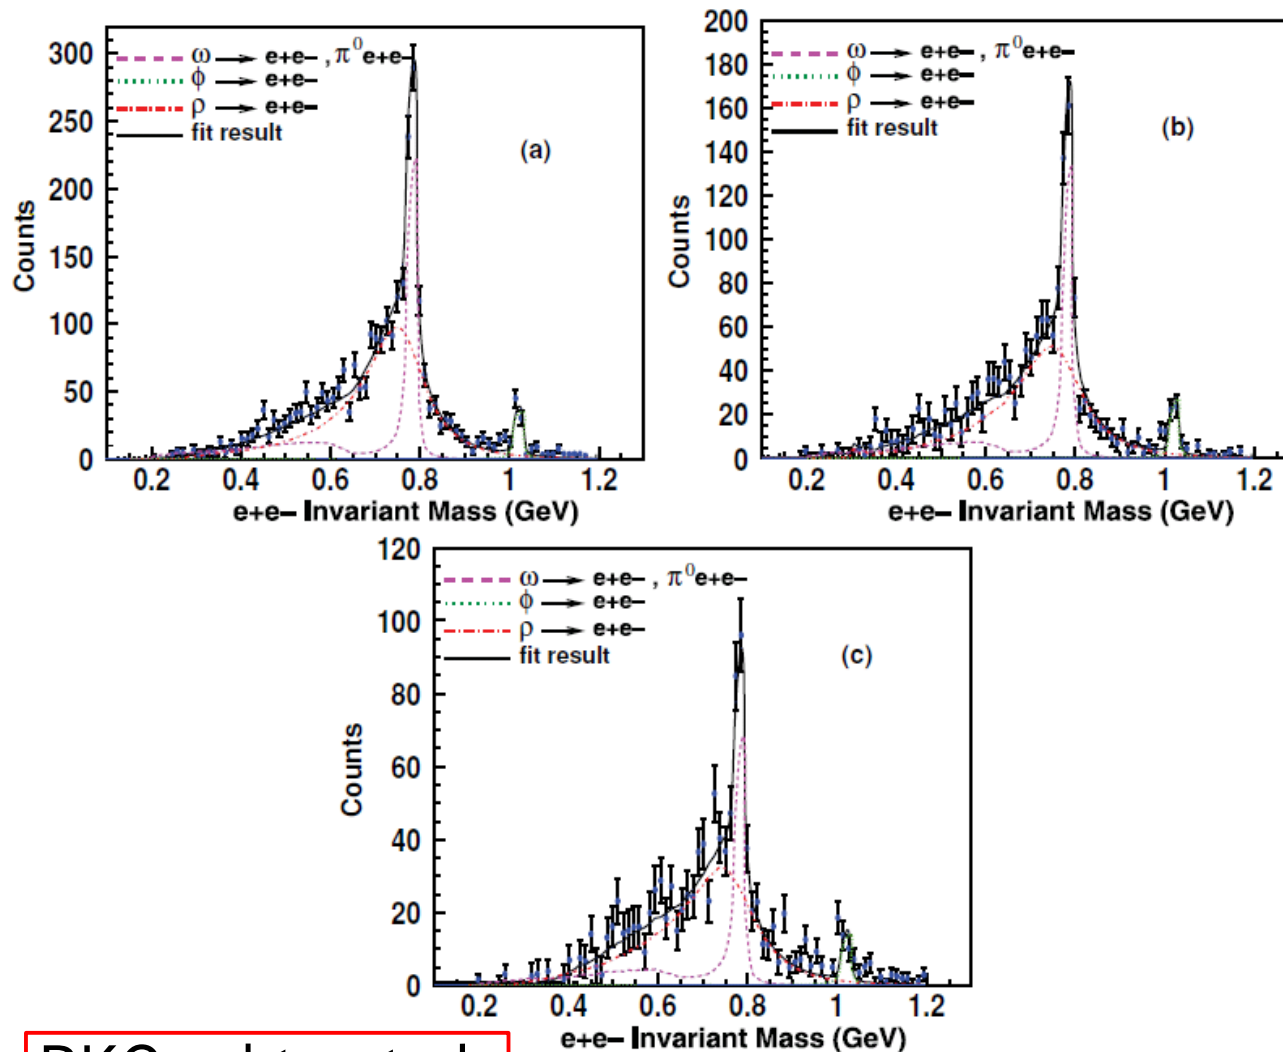 300
250
200
150
100
50
0
Counts
ω → e+e− , π⁰e+e−
ϕ → e+e−
ρ → e+e−
fit result
(a)
0.2 0.4 0.6 0.8 1 1.2
e+e− Invariant Mass (GeV)
200
180
160
140
120
100
80
60
40
20
0
Counts
ω → e+e− , π⁰e+e−
ϕ → e+e−
ρ → e+e−
fit result
(b)
0.2 0.4 0.6 0.8 1 1.2
e+e− Invariant Mass (GeV)
120
100
80
60
40
20
0
Counts
ω → e+e− , π⁰e+e−
ϕ → e+e−
ρ → e+e−
fit result
(c)
0.2 0.4 0.6 0.8 1 1.2
e+e− Invariant Mass (GeV)